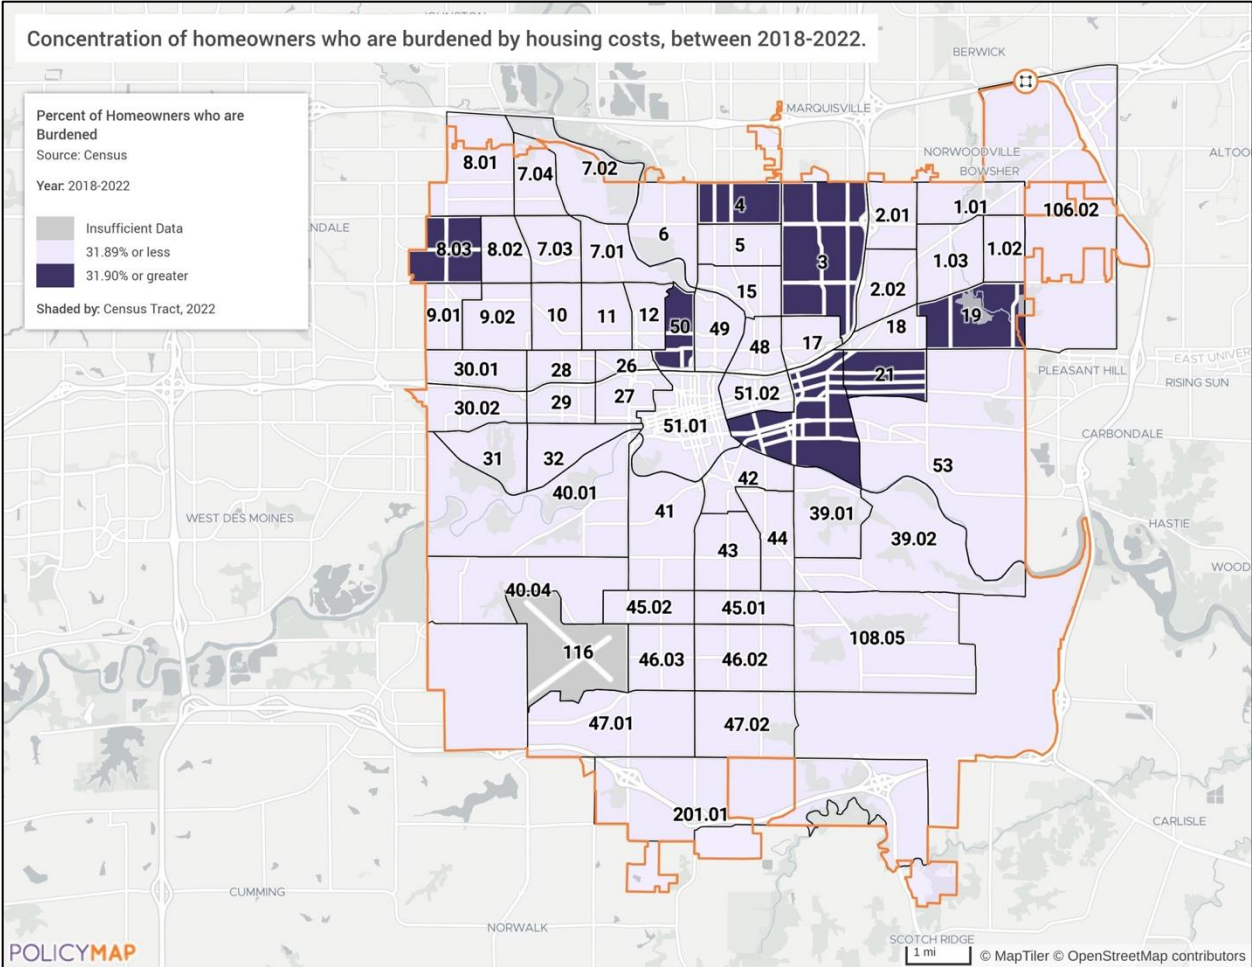 JOHNSTON
Concentration of homeowners who are burdened by housing costs, between 2018-2022.
BERWICK
Percent of Homeowners who are
Burdened
Source: Census
Year: 2018-2022
Insufficient Data
31.89% or less
31.90% or greater
Shaded by: Census Tract, 2022
MARQUISVILLE
NORWOODVILLE
BOWSHER
ALTOO
NDALE
8.01
7.04
7.02
4
2.01
1.01
106.02
6
8.03
8.02
7.03
7.01
5
3
1.03
1.02
15
2.02
9.01
9.02
10
11
12
50
49
48
17
18
19
EAST UNIVER
PLEASANT HILL
RISING SUN
30.01
28
26
21
30.02
29
27
51.02
51.01
CARBONDALE
31
32
53
42
40.01
WEST DES MOINES
41
39.01
HASTIE
43
44
39.02
WOOD
40.04
45.02
45.01
108.05
116
46.03
46.02
47.01
47.02
201.01
CARLISLE
CUMMING
NORWALK
SCOTCH RIDGE
POLICYMAP
1 mi
© MapTiler © OpenStreetMap contributors